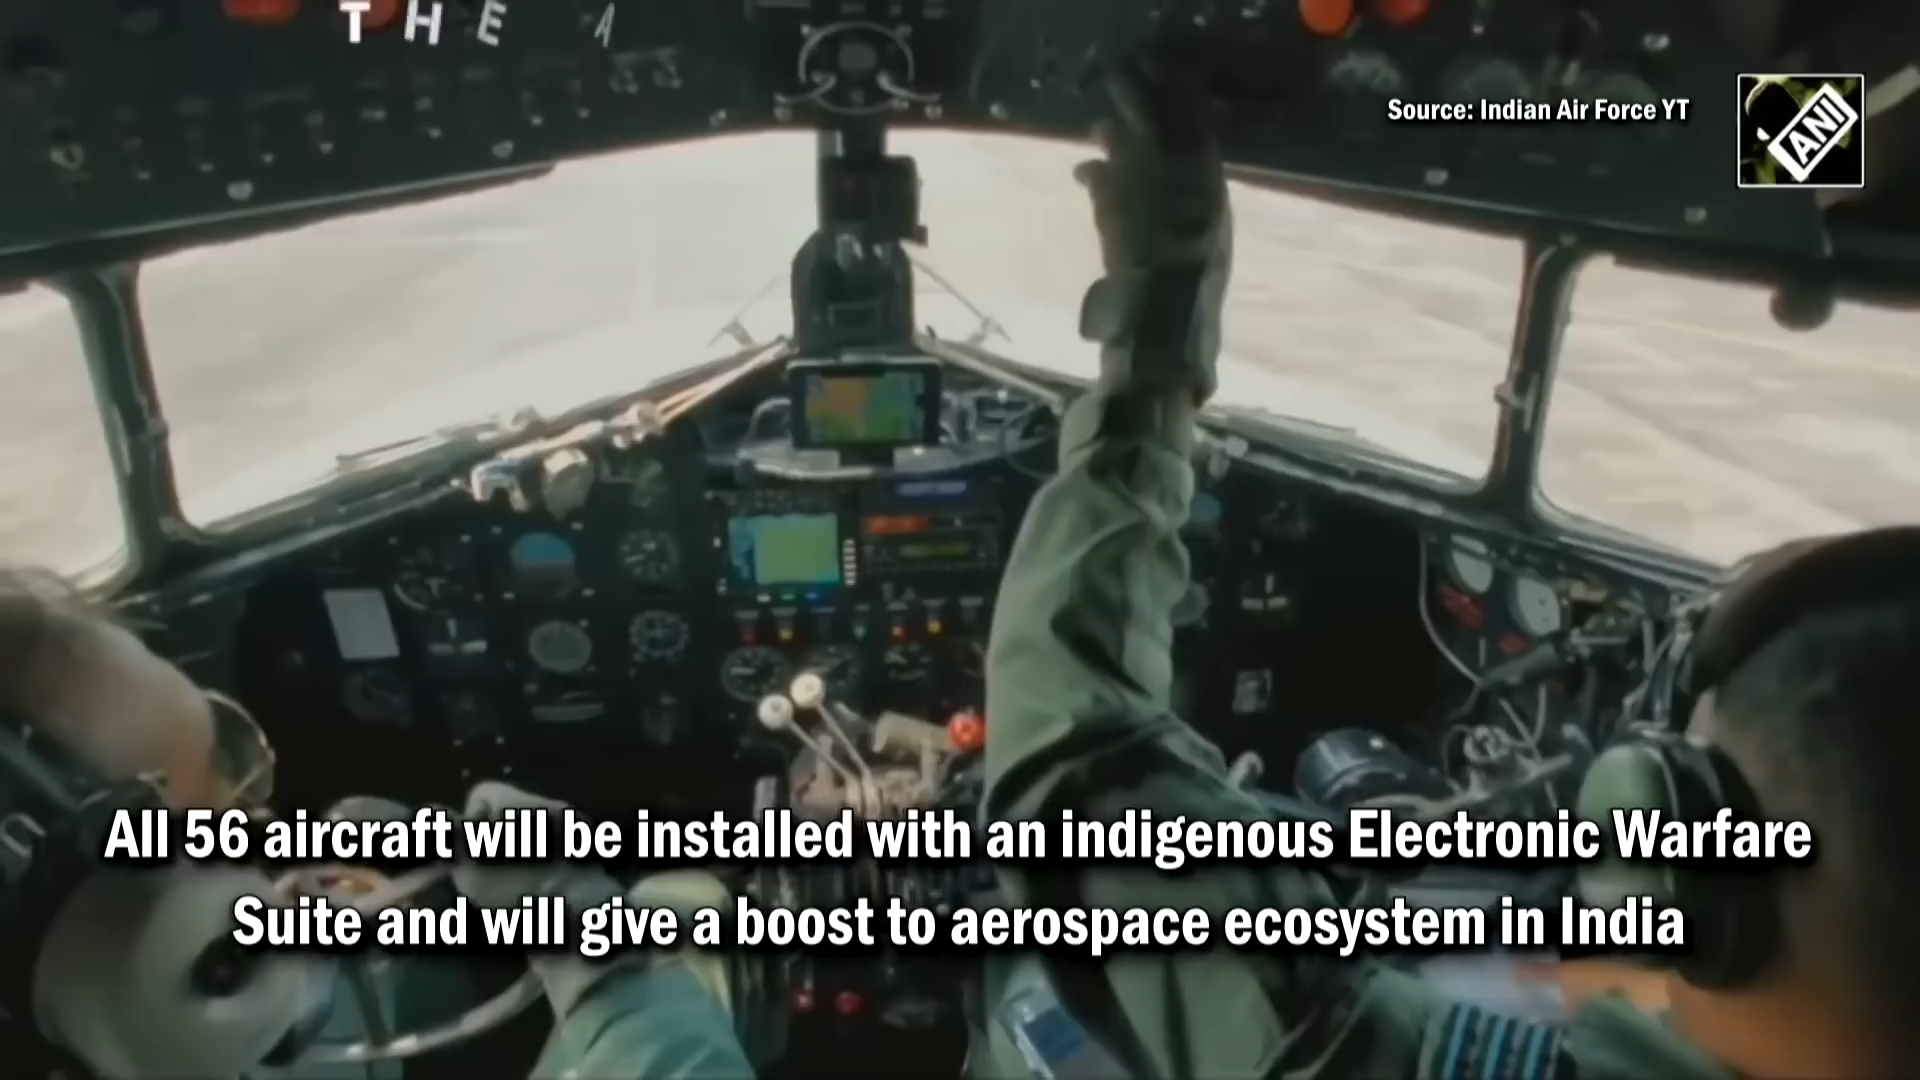 THE A
Source: Indian Air Force YT
ANI
All 56 aircraft will be installed with an indigenous Electronic Warfare
Suite and will give a boost to aerospace ecosystem in India